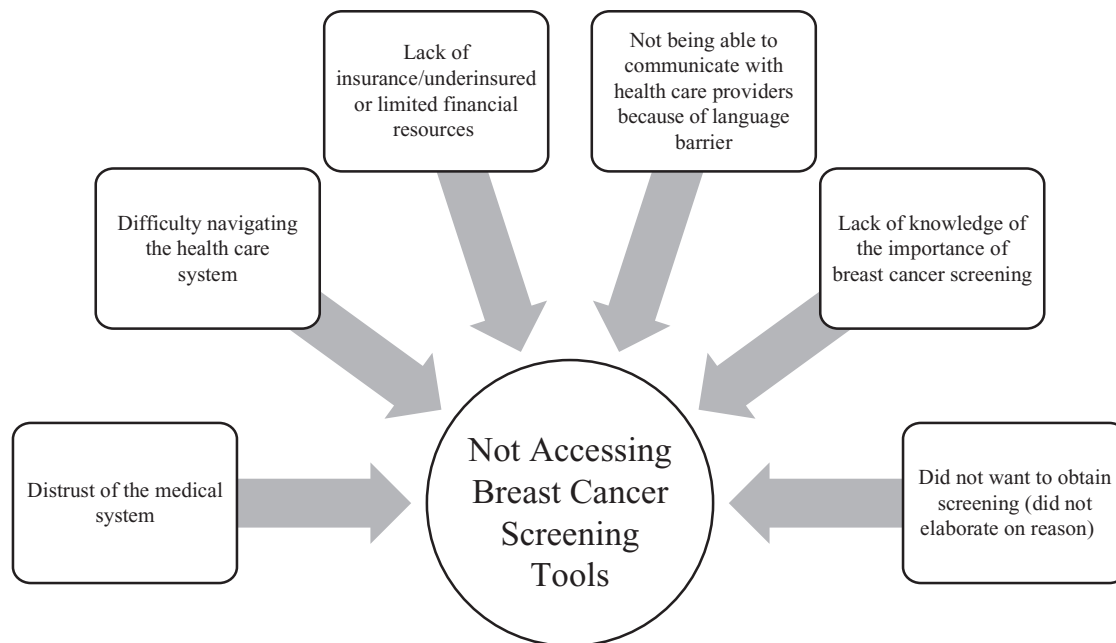 Lack of
insurance/underinsured
or limited financial
resources
Not being able to
communicate with
health care providers
because of language
barrier
Difficulty navigating
the health care
system
Lack of knowledge of
the importance of
breast cancer screening
Distrust of the medical
system
Not Accessing
Breast Cancer
Screening
Tools
Did not want to obtain
screening (did not
elaborate on reason)